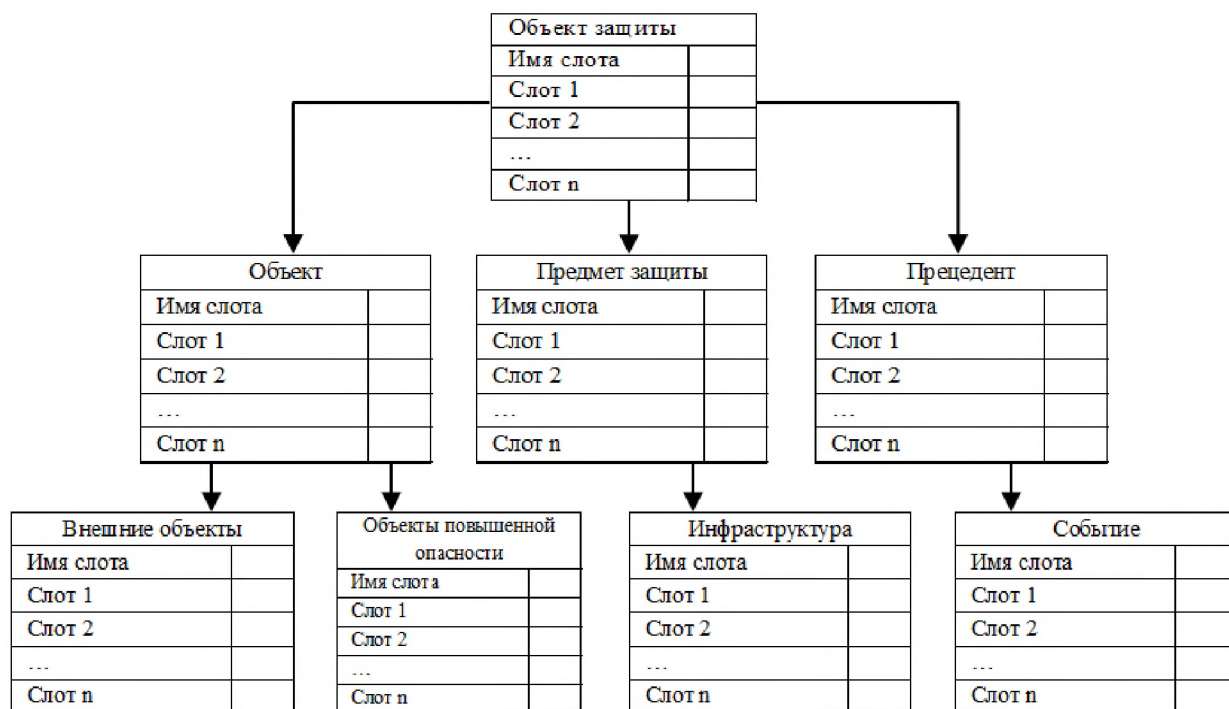 Объект защиты
Имя слота
Слот 1
Слот 2
...
Слот n
Объект
Имя слота
Слот 1
Слот 2
...
Слот n
Предмет защиты
Имя слота
Слот 1
Слот 2
...
Слот n
Прецедент
Имя слота
Слот 1
Слот 2
...
Слот n
Внешние объекты
Имя слота
Слот 1
Слот 2
...
Слот n
Объекты повышенной
опасности
Имя слота
Слот 1
Слот 2
...
Слот n
Инфраструктура
Имя слота
Слот 1
Слот 2
...
Слот n
Событие
Имя слота
Слот 1
Слот 2
...
Слот n